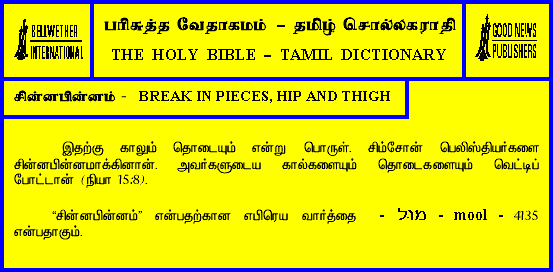 BELLWETHER
INTERNATIONAL
பரிசுத்த வேதாகமம் – தமிழ் சொல்லகராதி
THE HOLY BIBLE – TAMIL DICTIONARY
GOOD NEWS
PUBLISHERS
சின்னபின்னம் - BREAK IN PIECES, HIP AND THIGH
இதற்கு காலும் தொடையும் என்று பொருள். சிம்சோன் பெலிஸ்தியர்களை
சின்னபின்னமாக்கினான். அவர்களுடைய கால்களையும் தொடைகளையும் வெட்டிப்
போட்டான் (நியா 15:8).
“சின்னபின்னம்” என்பதற்கான எபிரெய வார்த்தை - מול - mool - 4135
என்பதாகும்.